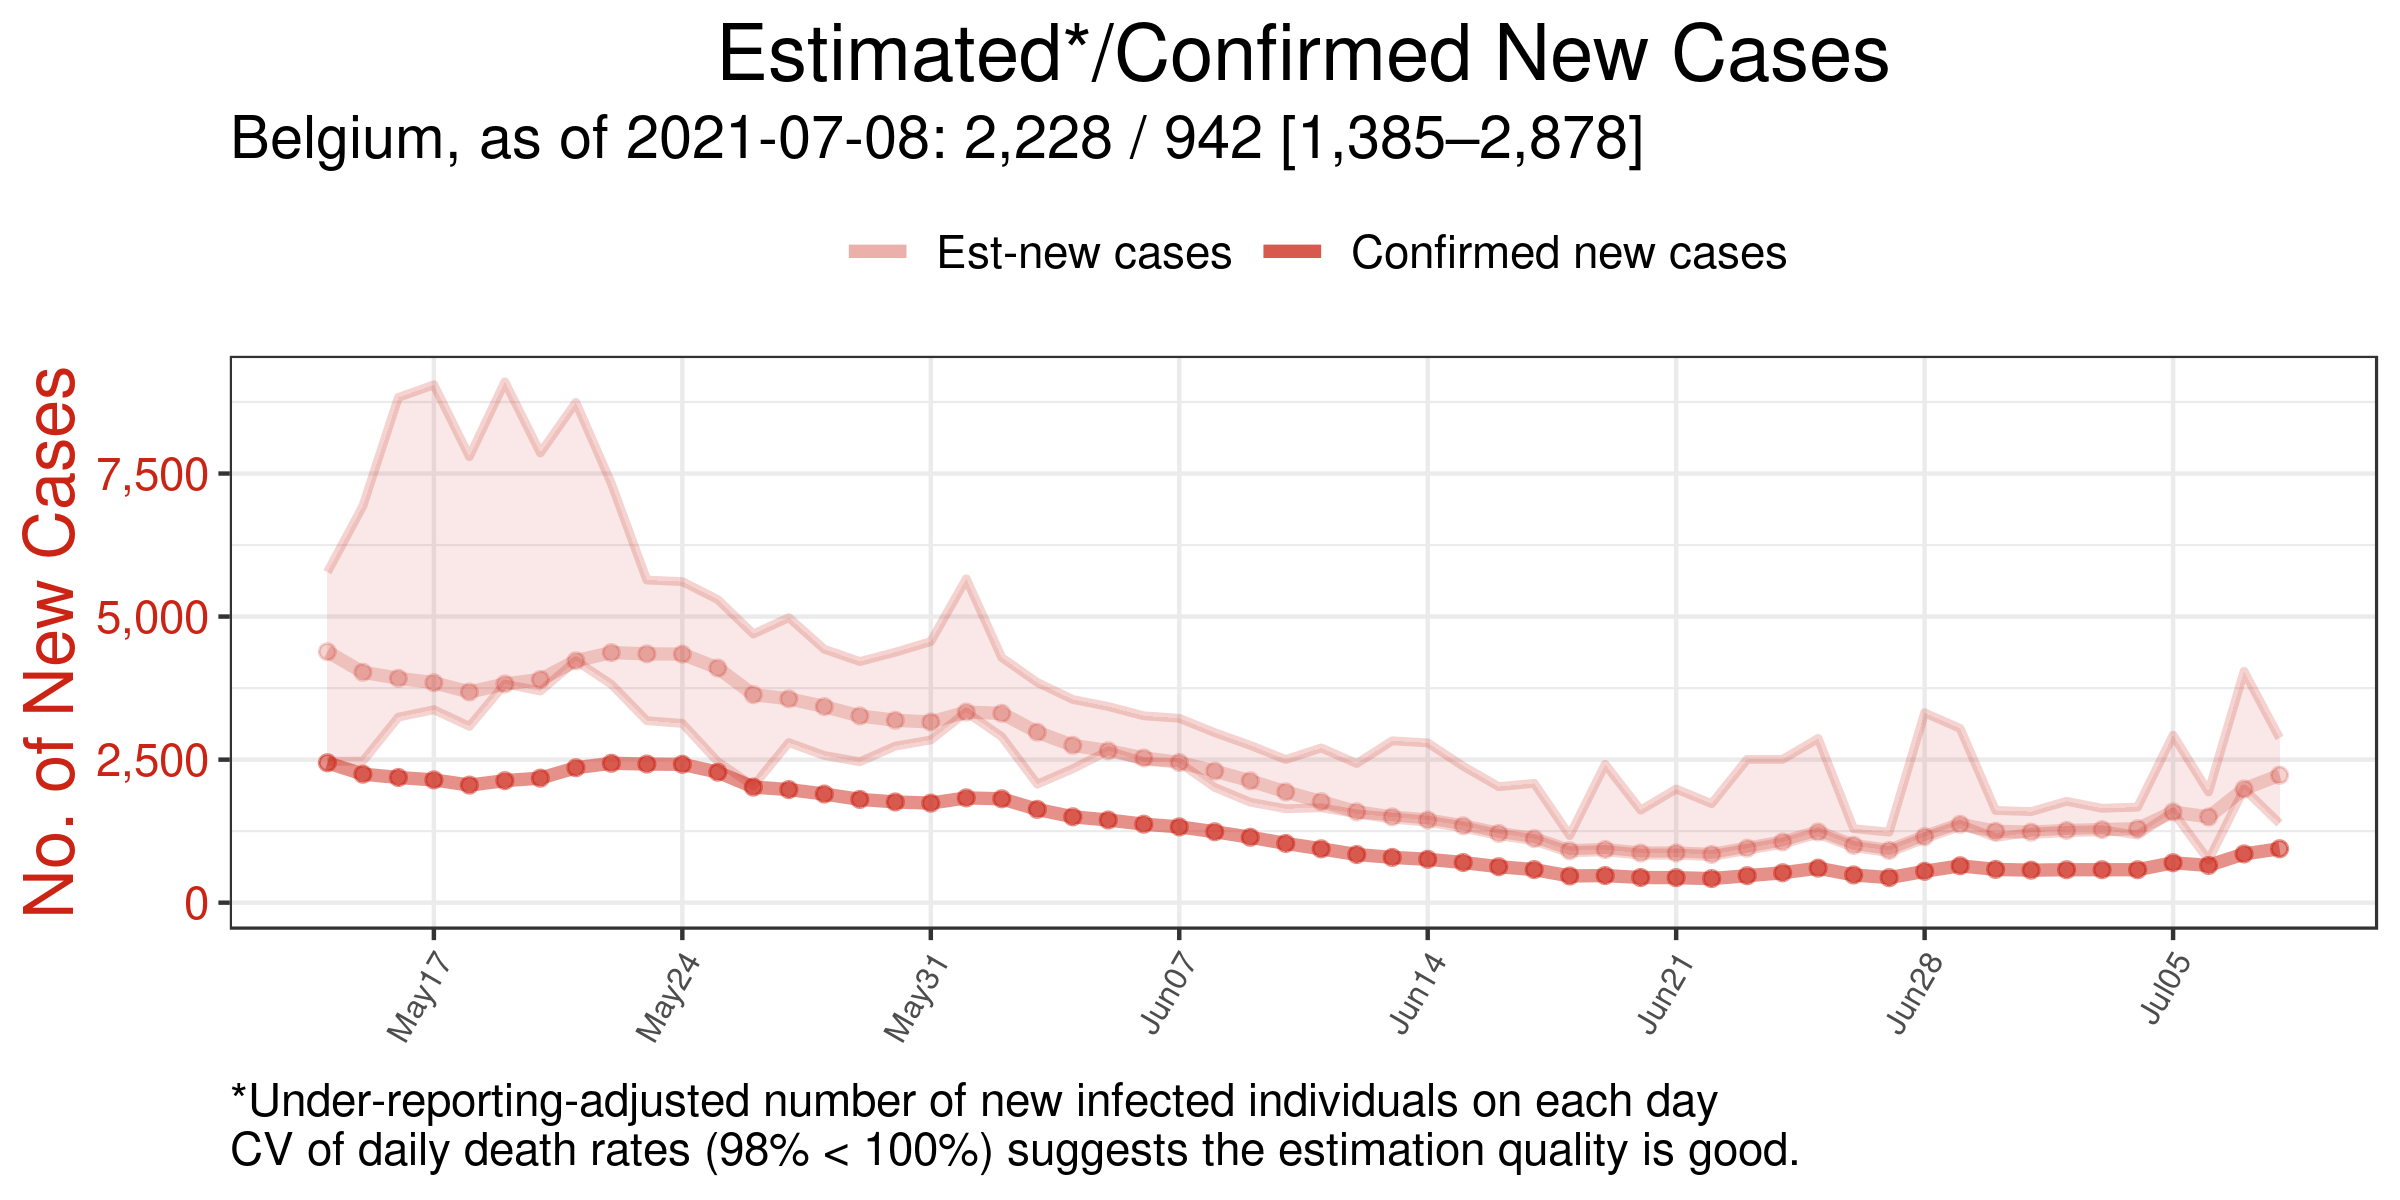 Estimated*/Confirmed New Cases
Belgium, as of 2021-07-08: 2,228 / 942 [1,385–2,878]
Est-new cases Confirmed new cases
No. of New Cases
7,500
5,000
2,500
0
May17 May24 May31 Jun07 Jun14 Jun21 Jun28 Jul05
*Under-reporting-adjusted number of new infected individuals on each day
CV of daily death rates (98% < 100%) suggests the estimation quality is good.